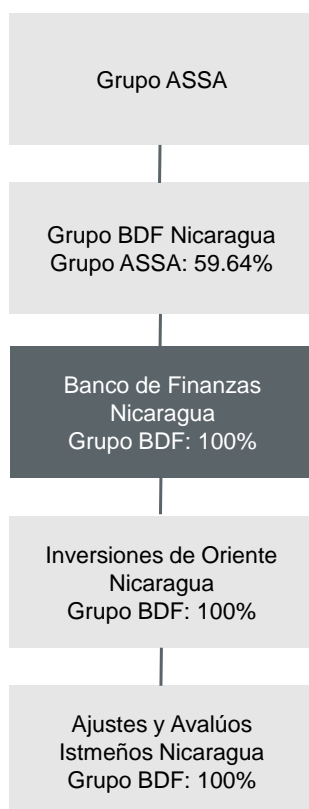 Grupo ASSA
Grupo BDF Nicaragua
Grupo ASSA: 59.64%
Banco de Finanzas
Nicaragua
Grupo BDF: 100%
Inversiones de Oriente
Nicaragua
Grupo BDF: 100%
Ajustes y Avalúos
Istmeños Nicaragua
Grupo BDF: 100%